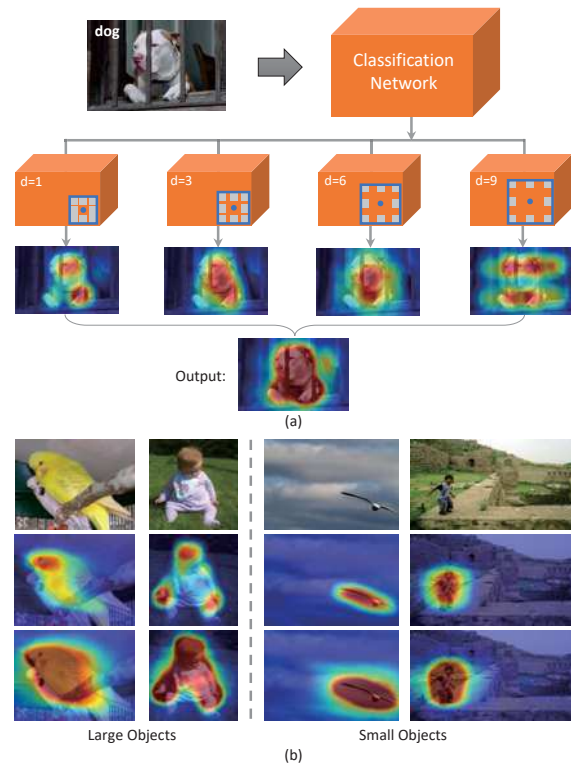 dog
Classification
Network
d=1
d=3
d=6
d=9
Output:
(a)
Large Objects
Small Objects
(b)